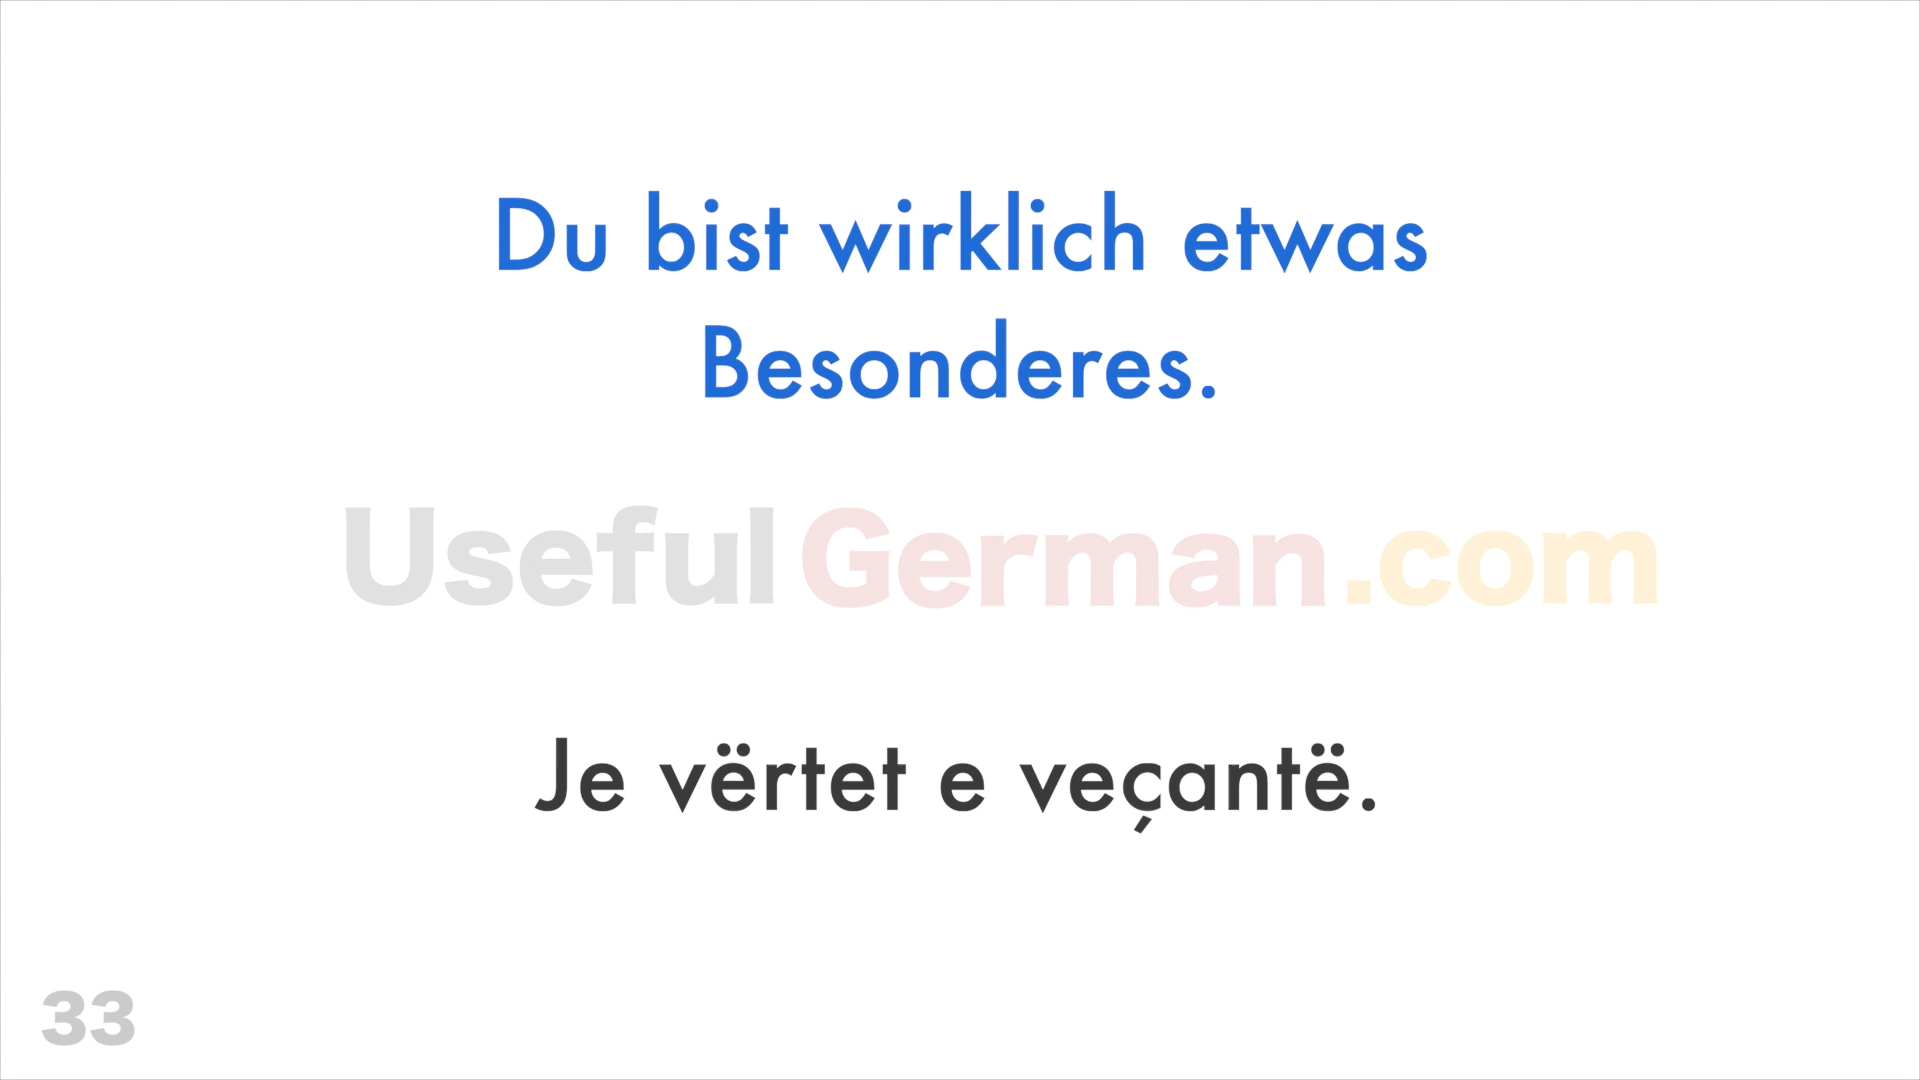 Du bist wirklich etwas
Besonderes.
UsefulGerman.com
Je vërtet e veçantë.
33